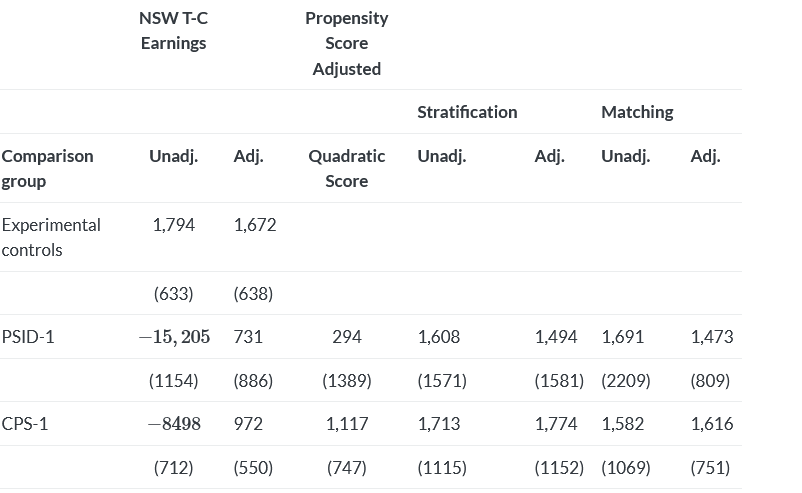 NSW T-C Propensity
Earnings Score
Adjusted
Stratification Matching
Comparison Unadj. Adj. Quadratic Unadj. Adj. Unadj. Adj.
group Score
Experimental 1,794 1,672
controls
(633) (638)
PSID-1 −15, 205 731 294 1,608 1,494 1,691 1,473
(1154) (886) (1389) (1571) (1581) (2209) (809)
CPS-1 −8498 972 1,117 1,713 1,774 1,582 1,616
(712) (550) (747) (1115) (1152) (1069) (751)